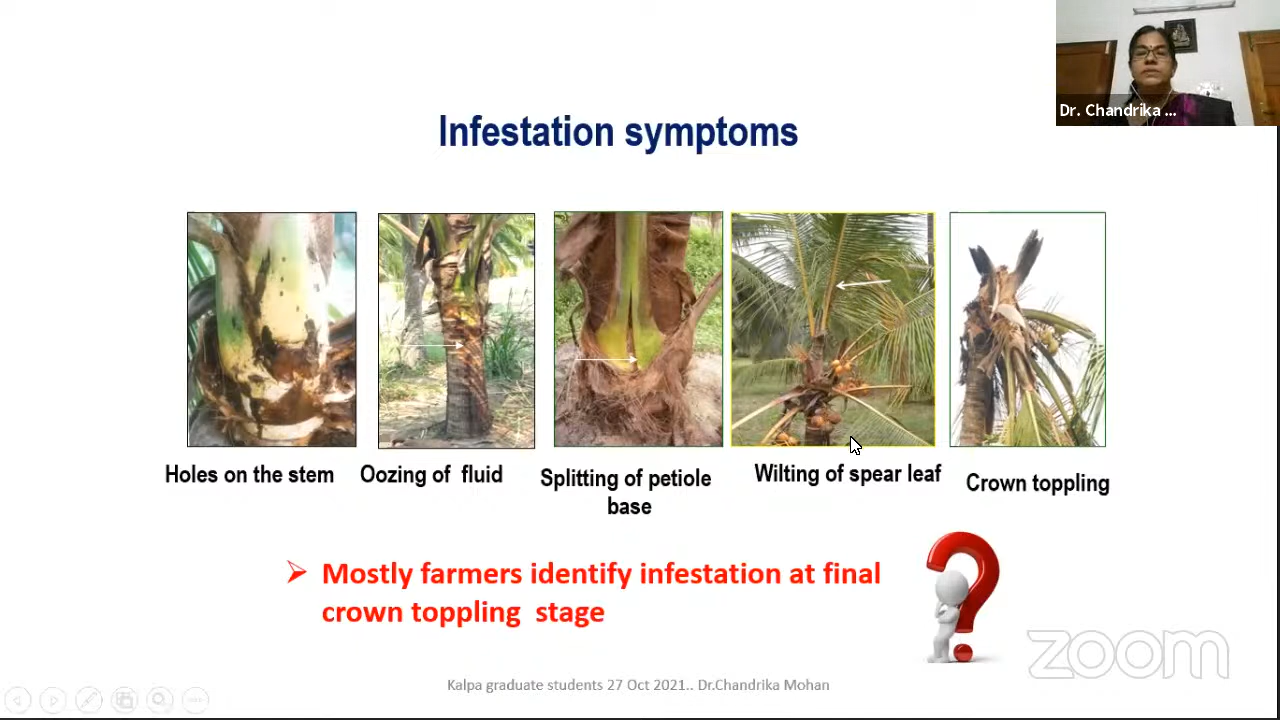 Dr. Chandrika ...
Infestation symptoms
Holes on the stem
Oozing of fluid
Splitting of petiole
base
Wilting of spear leaf
Crown toppling
➢ Mostly farmers identify infestation at final
crown toppling stage
zoom
Kalpa graduate students 27 Oct 2021.. Dr.Chandrika Mohan